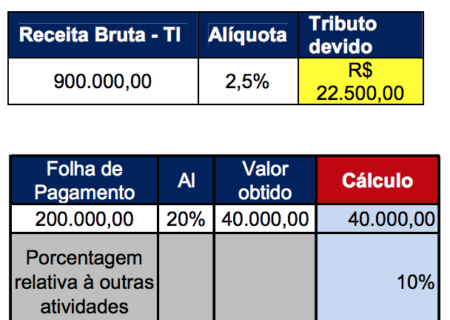 Receita Bruta - TI Alíquota Tributo devido
900.000,00 2,5% R$ 22.500,00
Folha de Pagamento Al Valor obtido Cálculo
200.000,00 20% 40.000,00 40.000,00
Porcentagem relativa à outras atividades 10%